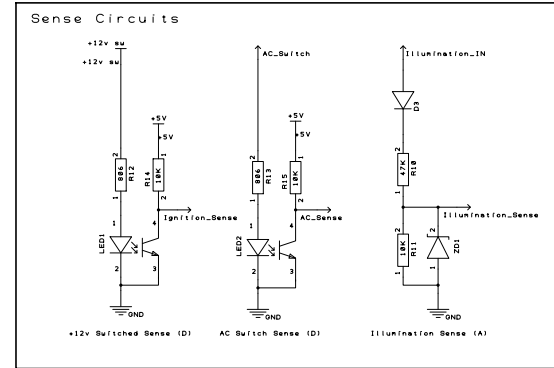 Sense Circuits
+12v sw
+12v sw
AC_Switch
Illumination_IN
D3
+5V
+5V
+5V
+5V
2
806
R12
1
2
R14
10K
1
2
806
R13
1
2
R15
10K
1
2
47K
R10
1
Ignition_Sense
AC_Sense
Illumination_Sense
LED1
1
2
4
3
LED2
1
2
4
3
2
10K
R11
1
2
ZD1
1
GND
GND
GND
+12v Switched Sense (D)
AC Switch Sense (D)
Illumination Sense (A)